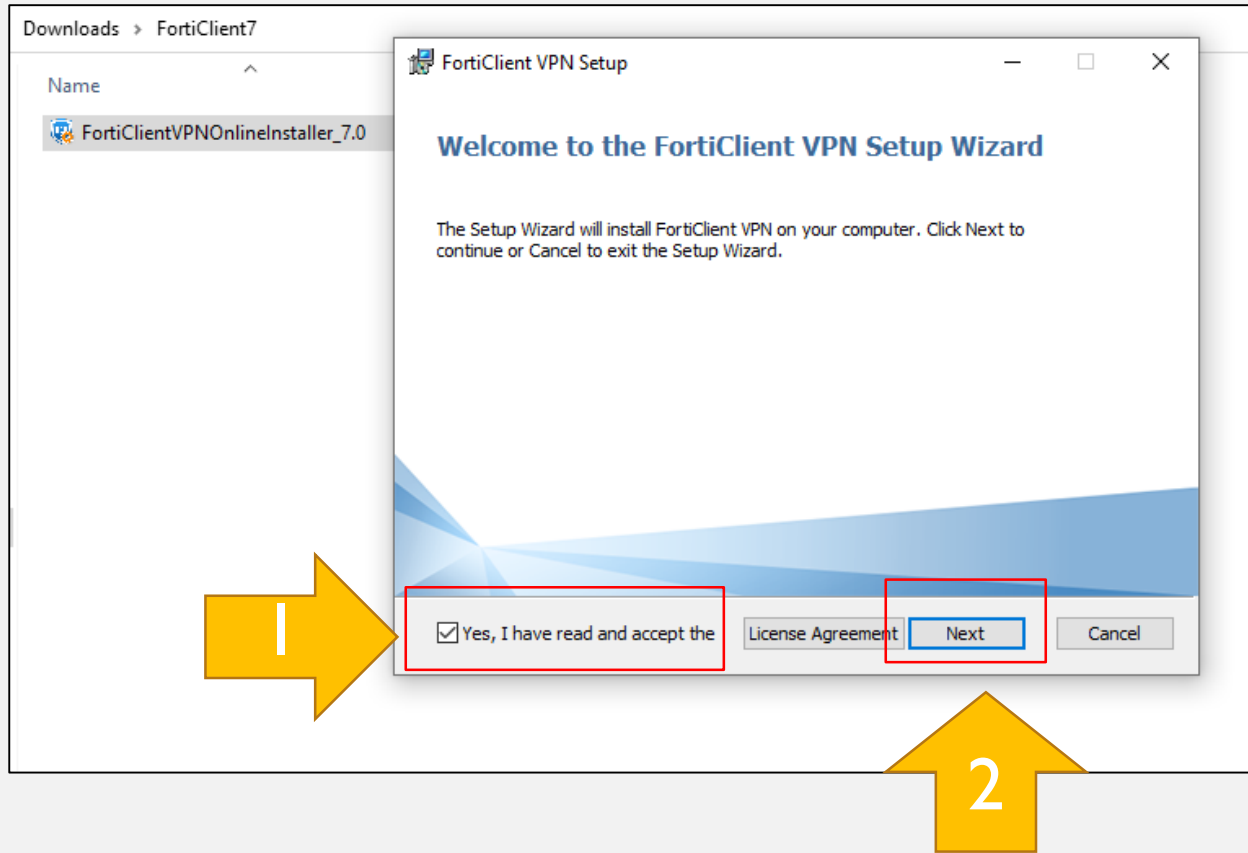 Downloads > FortiClient7
Name
FortiClientVPNOnlineInstaller_7.0
FortiClient VPN Setup
Welcome to the FortiClient VPN Setup Wizard
The Setup Wizard will install FortiClient VPN on your computer. Click Next to
continue or Cancel to exit the Setup Wizard.
1
Yes, I have read and accept the
License Agreement
Next
Cancel
2